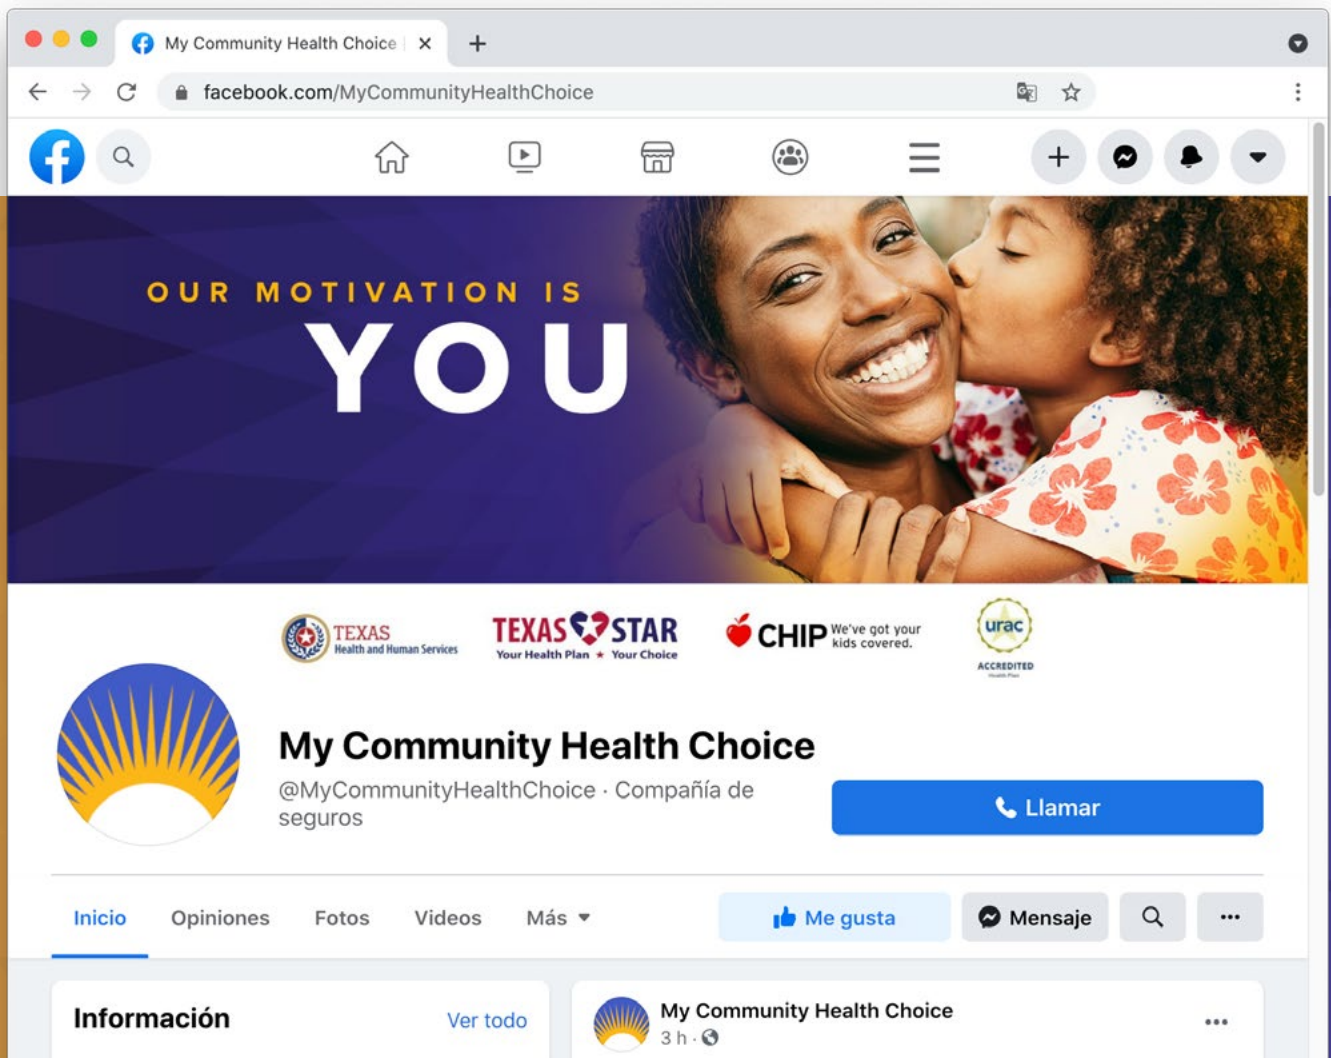 My Community Health Choice
facebook.com/MyCommunityHealthChoice
OUR MOTIVATION IS
YOU
TEXAS
Health and Human Services
TEXAS STAR
Your Health Plan ★ Your Choice
CHIP We've got your
kids covered.
urac
ACCREDITED
Health Plan
My Community Health Choice
@MyCommunityHealthChoice · Compañía de
seguros
Llamar
Inicio Opiniones Fotos Videos Más Me gusta Mensaje
Información Ver todo
My Community Health Choice
3 h ·